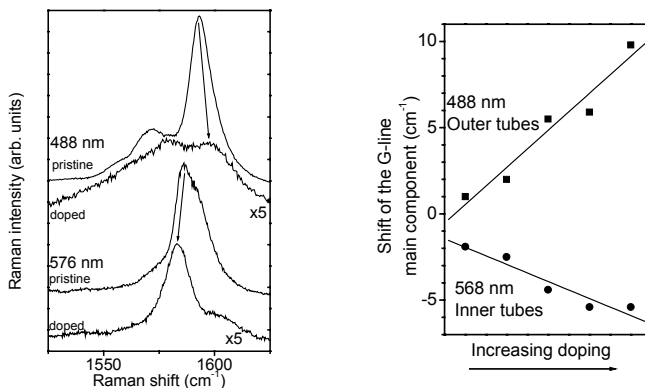 Raman intensity (arb. units)
488 nm
pristine
doped
x5
576 nm
pristine
doped
x5
1550
1600
Raman shift (cm-1)
Shift of the G-line
main component (cm-1)
10
5
0
-5
488 nm
Outer tubes
568 nm
Inner tubes
Increasing doping